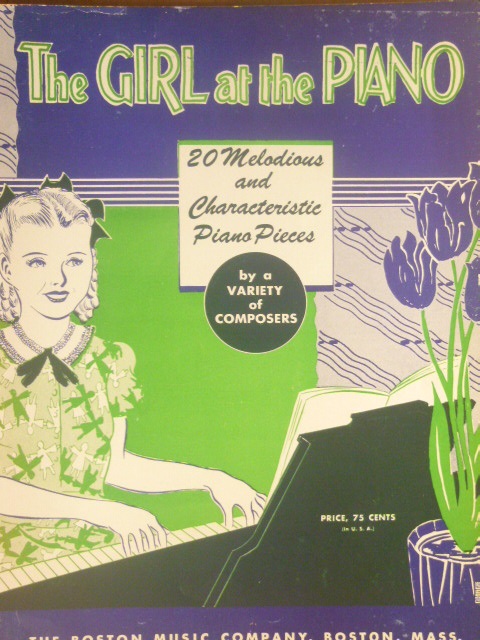 The GIRL at the PIANO
20 Melodious
and
Characteristic
Piano Pieces
by a
VARIETY
of
COMPOSERS
PRICE, 75 CENTS
(In U. S. A.)
THE BOSTON MUSIC COMPANY, BOSTON, MASS.